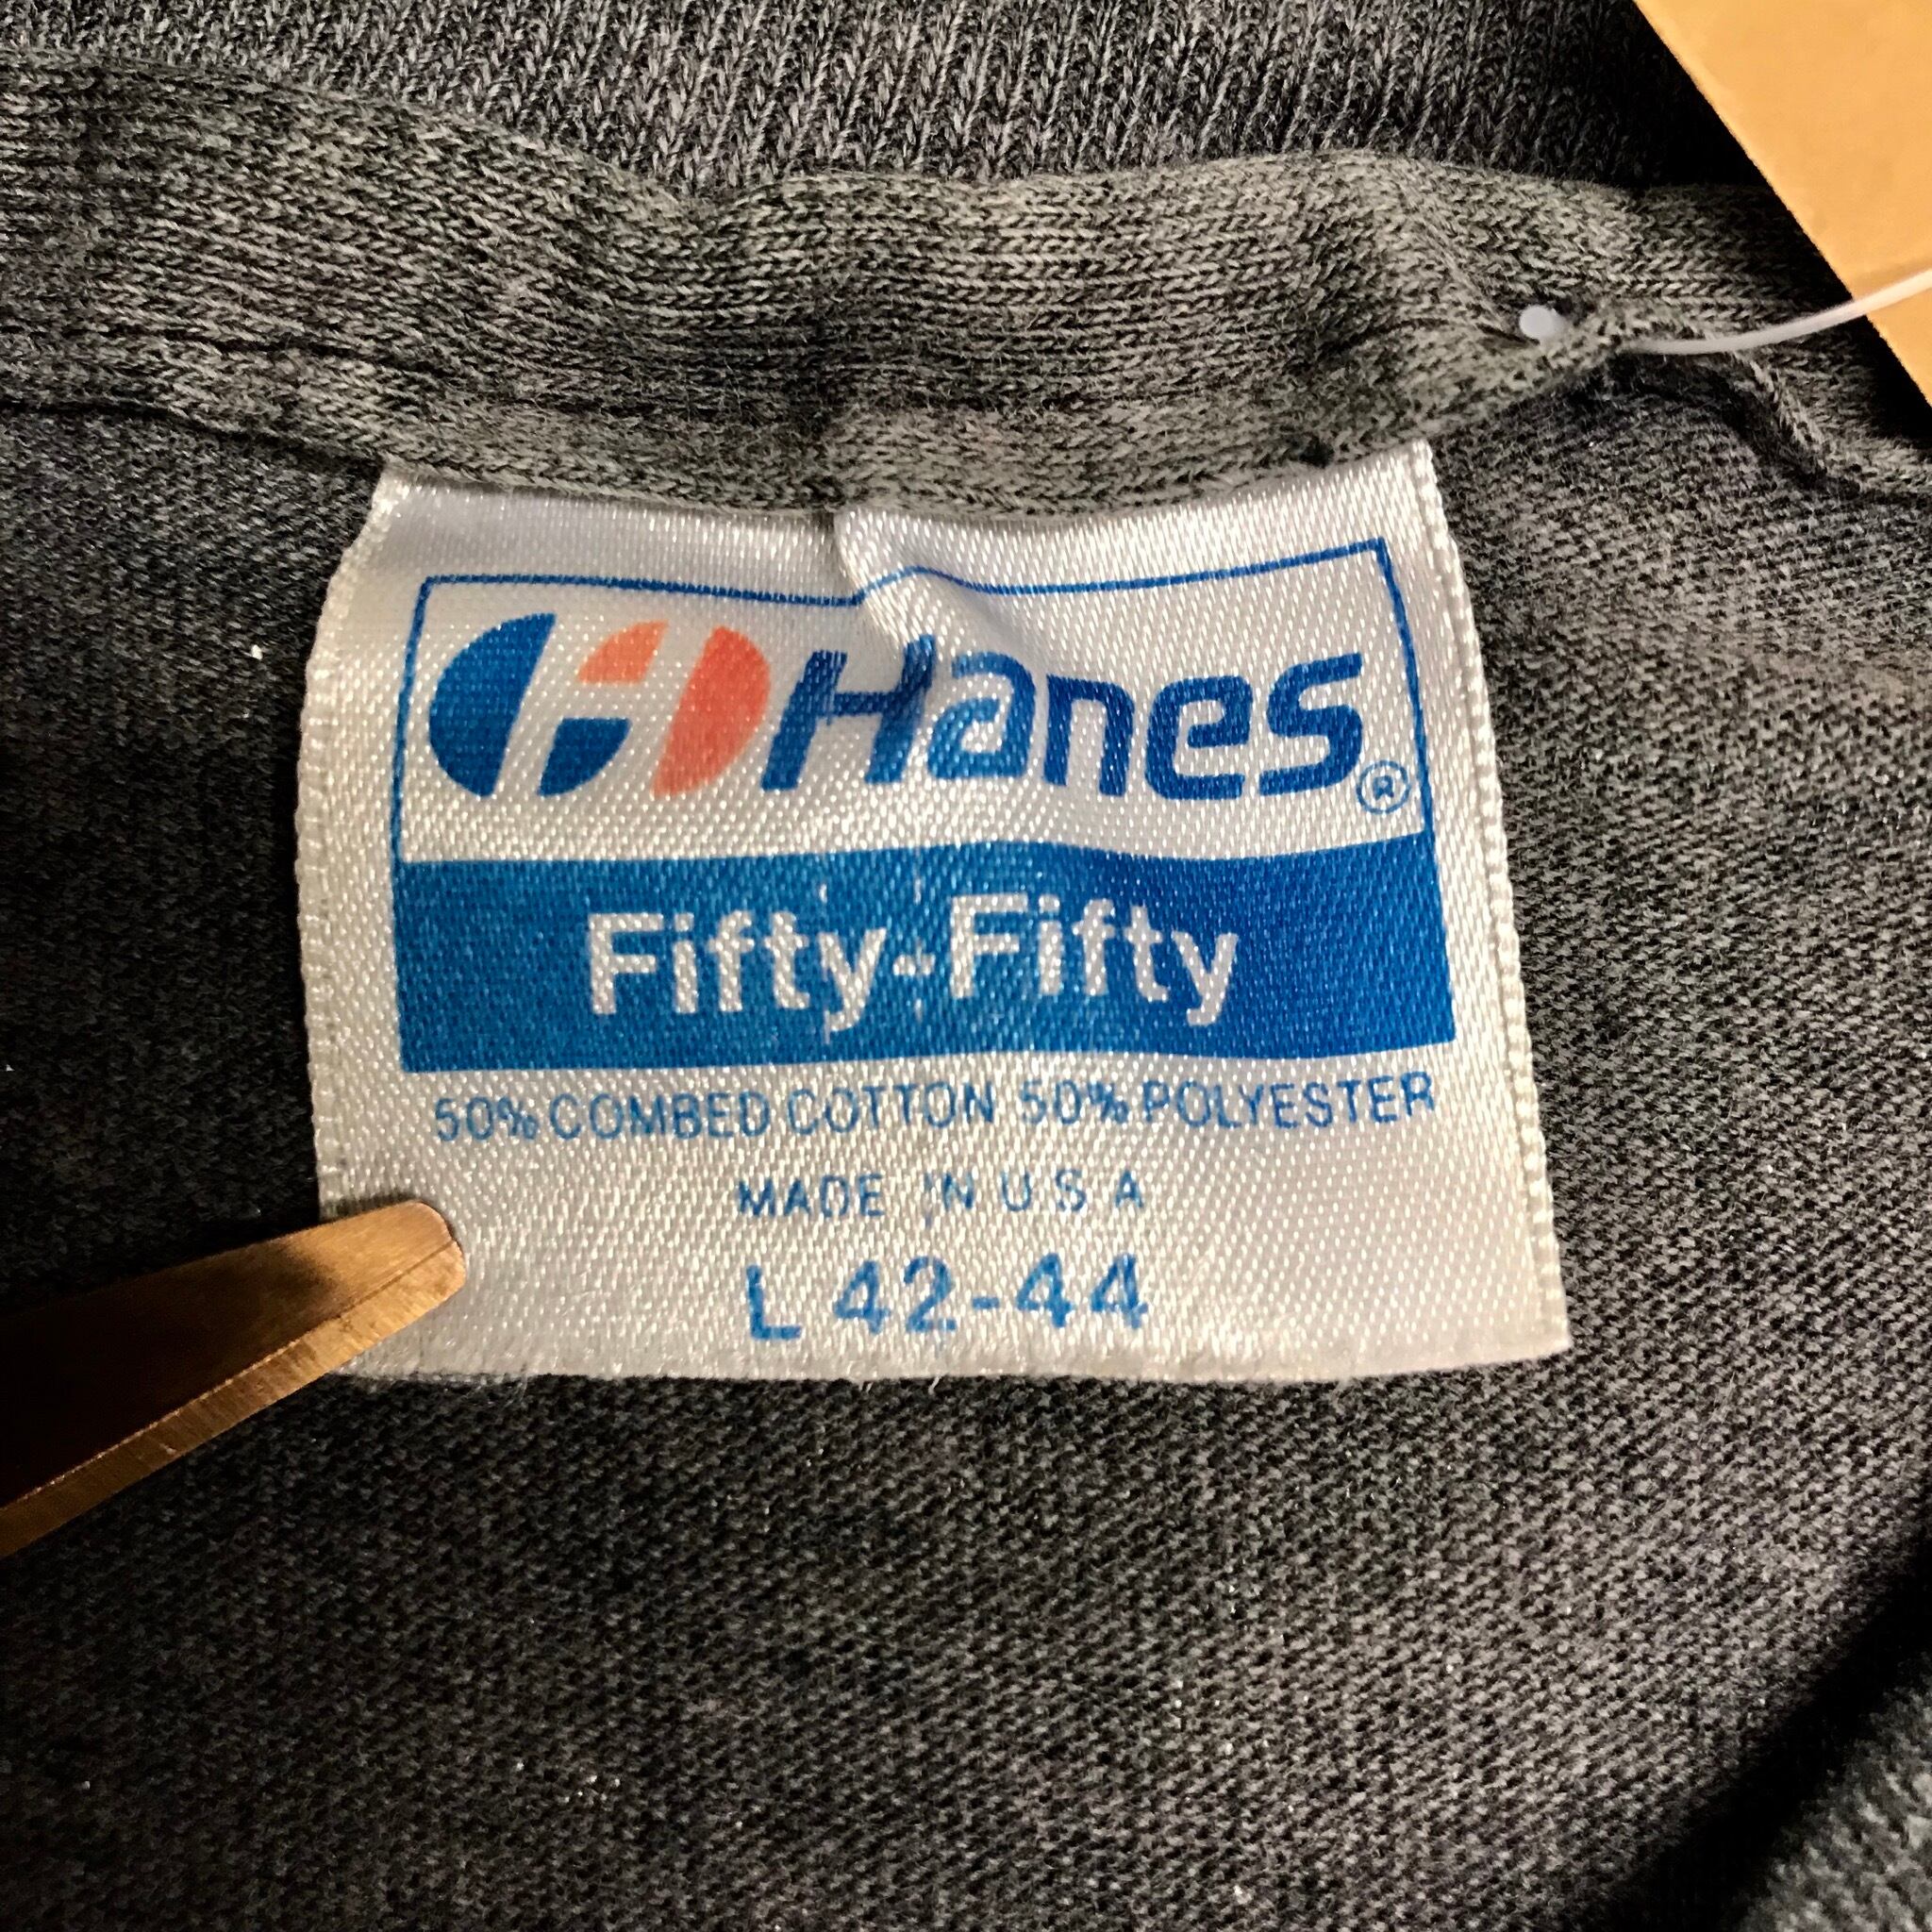 Hanes®
Fifty-Fifty
50% COMBED COTTON 50% POLYESTER
MADE IN U S A
L 42-44